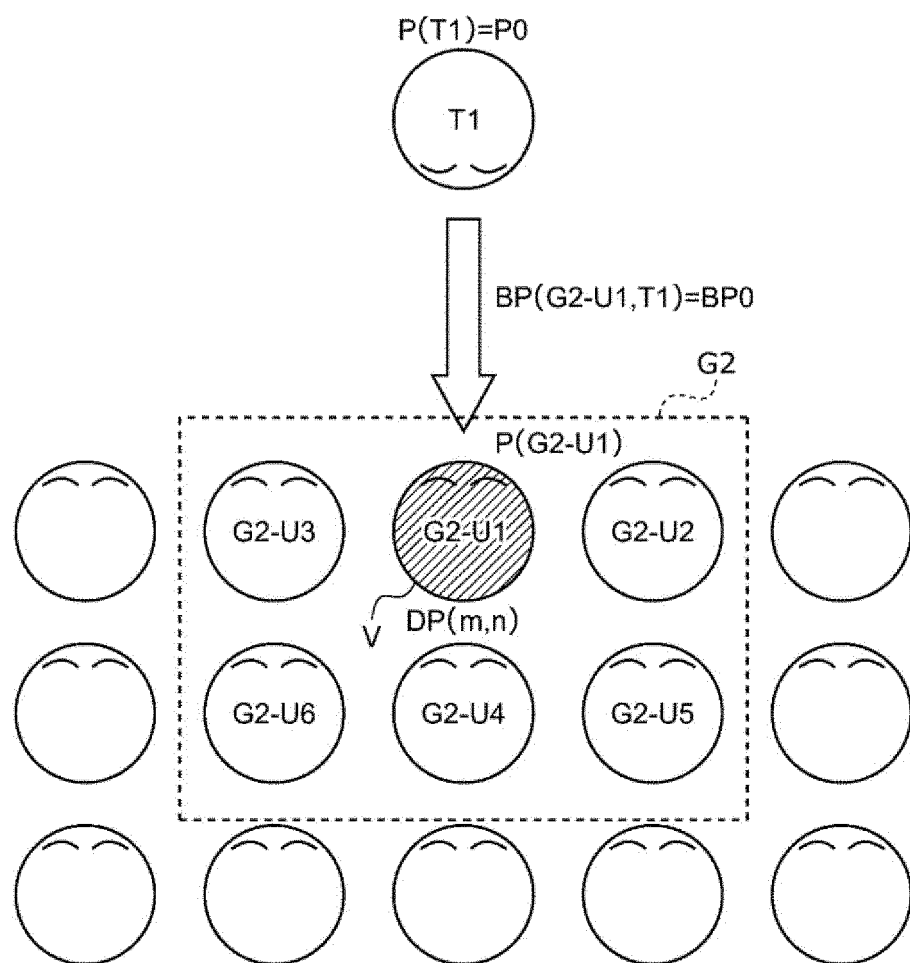 P(T1)=P0
T1
BP(G2-U1,T1)=BP0
G2
P(G2-U1)
G2-U3
G2-U1
G2-U2
V
DP(m,n)
G2-U6
G2-U4
G2-U5